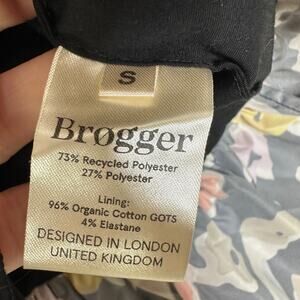 S
Brøgger
73% Recycled Polyester
27% Polyester
Lining:
96% Organic Cotton GOTS
4% Elastane
DESIGNED IN LONDON
UNITED KINGDOM